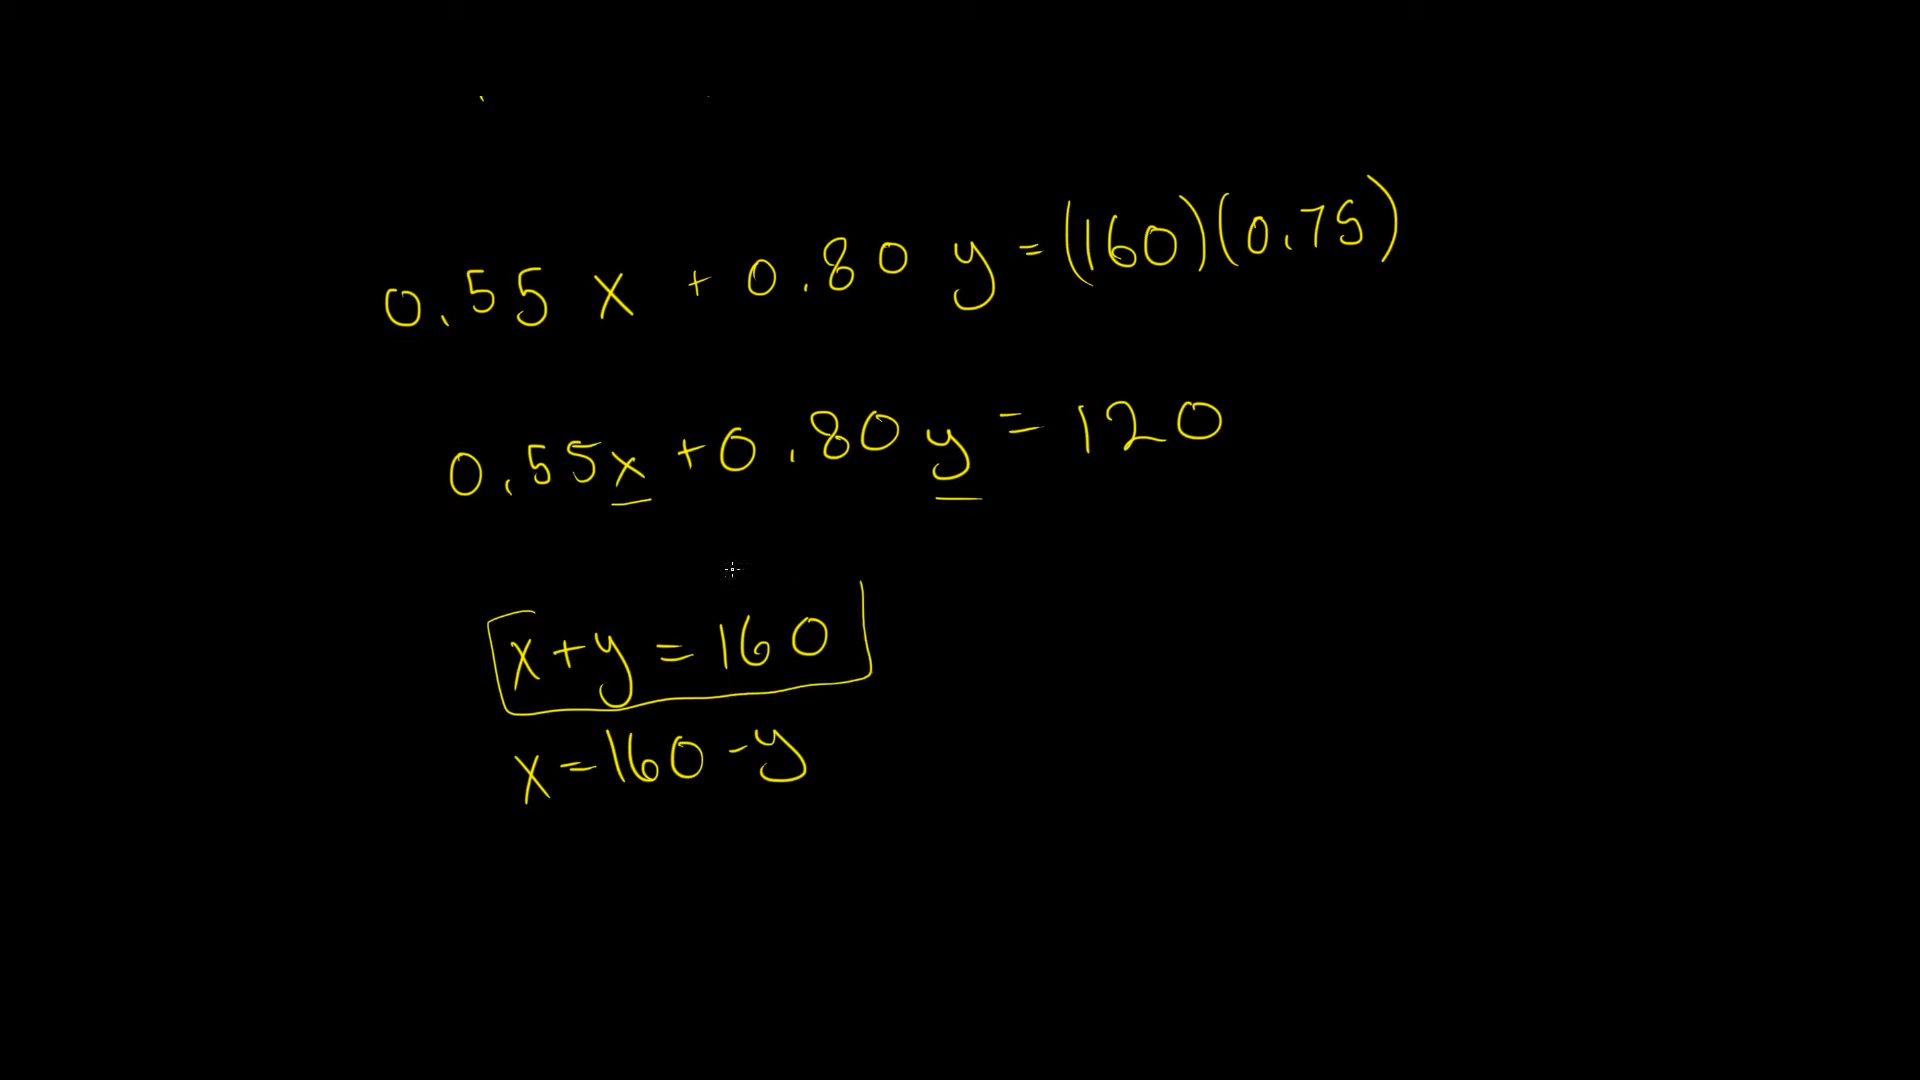 0.55 x + 0.80 y = (160)(0.75)
0.55x + 0.80 y = 120
x + y = 160
x = 160 - y